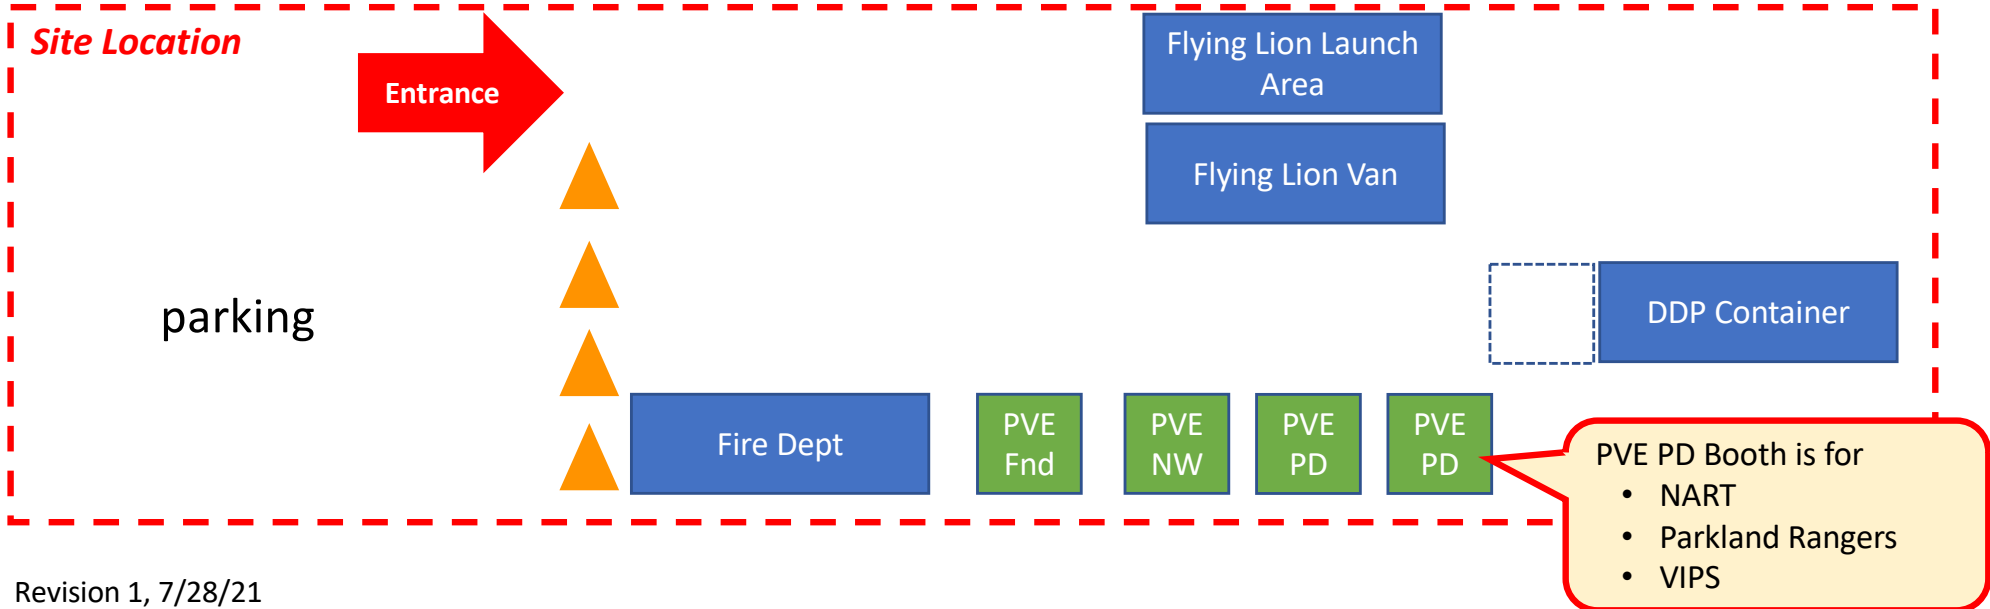 Site Location
Entrance
Flying Lion Launch
Area
Flying Lion Van
parking
DDP Container
Fire Dept
PVE
Fnd
PVE
NW
PVE
PD
PVE
PD
PVE PD Booth is for
• NART
• Parkland Rangers
• VIPS
Revision 1, 7/28/21